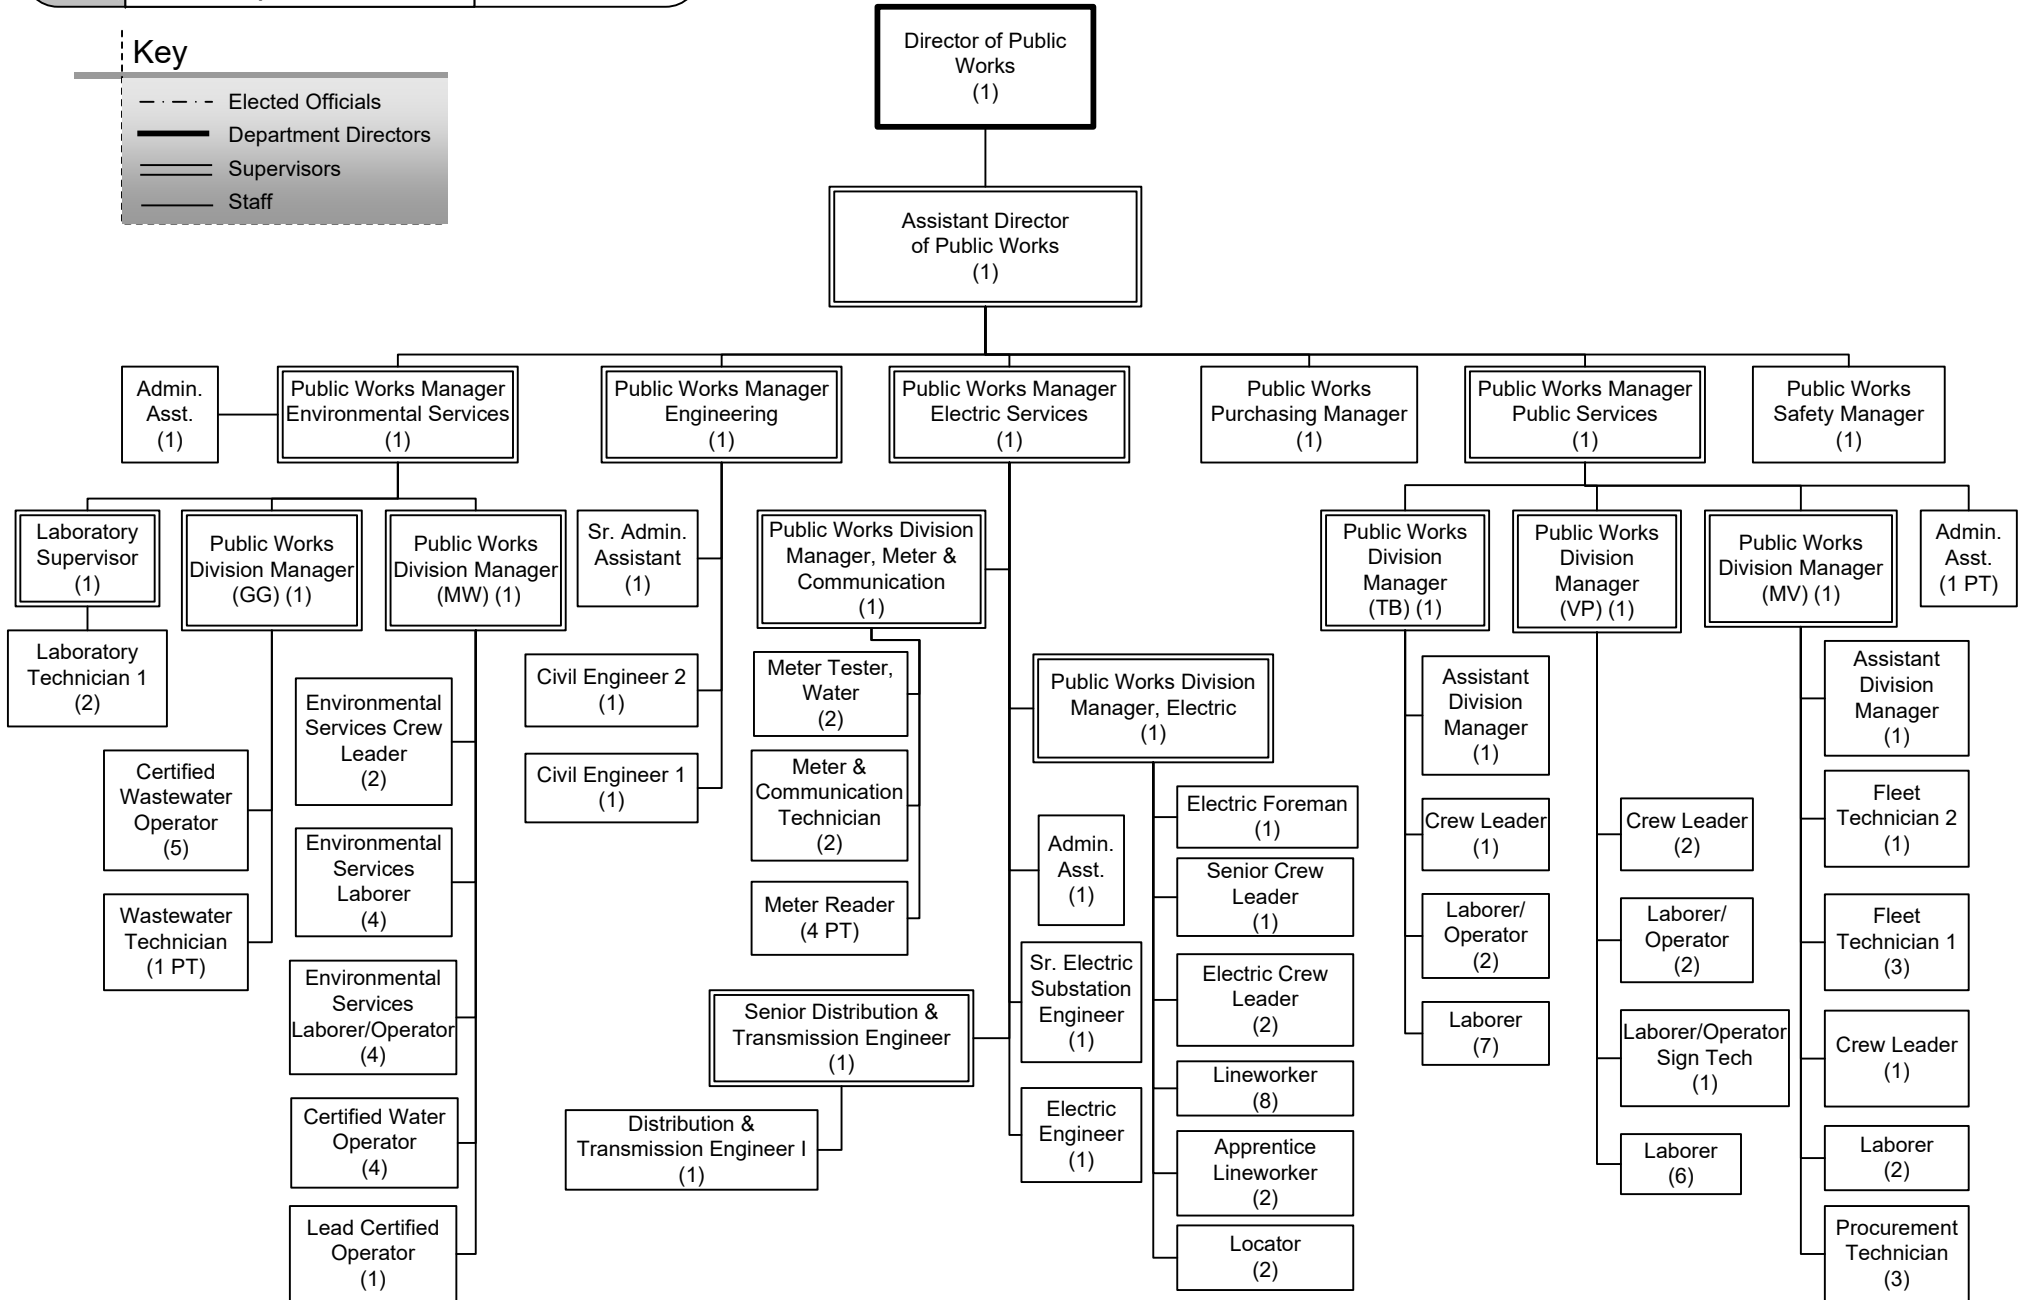 Key
Elected Officials
Department Directors
Supervisors
Staff
Director of Public
Works
(1)
Assistant Director
of Public Works
(1)
Admin.
Asst.
(1)
Public Works Manager
Environmental Services
(1)
Public Works Manager
Engineering
(1)
Public Works Manager
Electric Services
(1)
Public Works
Purchasing Manager
(1)
Public Works Manager
Public Services
(1)
Public Works
Safety Manager
(1)
Laboratory
Supervisor
(1)
Laboratory
Technician 1
(2)
Public Works
Division Manager
(GG) (1)
Certified
Wastewater
Operator
(5)
Wastewater
Technician
(1 PT)
Public Works
Division Manager
(MW) (1)
Environmental
Services Crew
Leader
(2)
Environmental
Services
Laborer
(4)
Environmental
Services
Laborer/Operator
(4)
Certified Water
Operator
(4)
Lead Certified
Operator
(1)
Sr. Admin.
Assistant
(1)
Civil Engineer 2
(1)
Civil Engineer 1
(1)
Public Works Division
Manager, Meter &
Communication
(1)
Meter Tester,
Water
(2)
Meter &
Communication
Technician
(2)
Meter Reader
(4 PT)
Senior Distribution &
Transmission Engineer
(1)
Distribution &
Transmission Engineer I
(1)
Public Works Division
Manager, Electric
(1)
Admin.
Asst.
(1)
Sr. Electric
Substation
Engineer
(1)
Electric
Engineer
(1)
Electric Foreman
(1)
Senior Crew
Leader
(1)
Electric Crew
Leader
(2)
Lineworker
(8)
Apprentice
Lineworker
(2)
Locator
(2)
Public Works
Division
Manager
(TB) (1)
Assistant
Division
Manager
(1)
Crew Leader
(1)
Laborer/
Operator
(2)
Laborer
(7)
Public Works
Division
Manager
(VP) (1)
Crew Leader
(2)
Laborer/
Operator
(2)
Laborer/Operator
Sign Tech
(1)
Laborer
(6)
Public Works
Division Manager
(MV) (1)
Assistant
Division
Manager
(1)
Fleet
Technician 2
(1)
Fleet
Technician 1
(3)
Crew Leader
(1)
Laborer
(2)
Procurement
Technician
(3)
Admin.
Asst.
(1 PT)